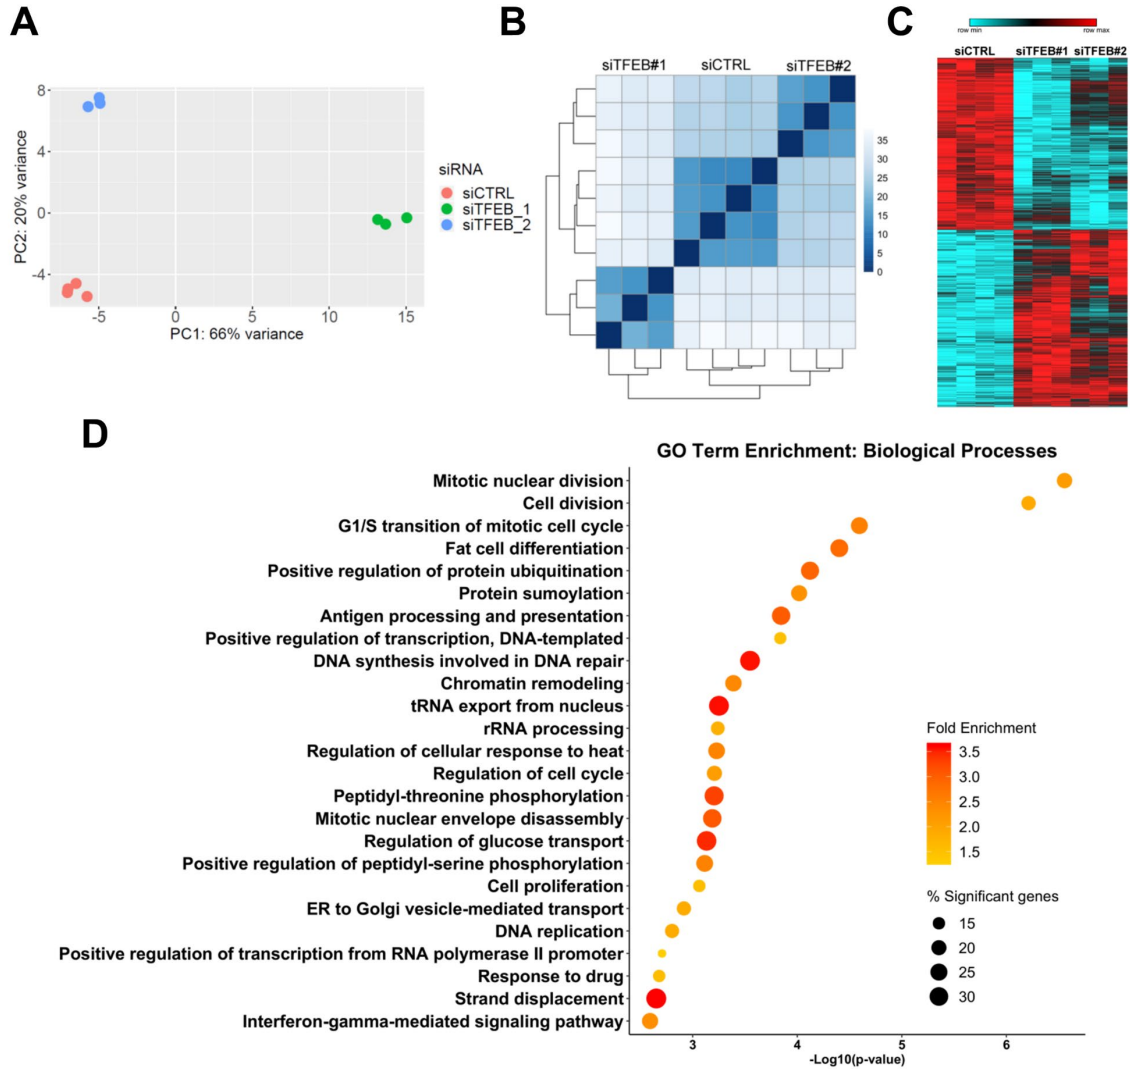 A
8
4
0
-4
PC2: 20% variance
-5
0
5
10
15
PC1: 66% variance
siRNA
siCTRL
siTFEB_1
siTFEB_2
B
siTFEB#1
siCTRL
siTFEB#2
35
30
25
20
15
10
5
0
C
row min
row max
siCTRL
siTFEB#1
siTFEB#2
D
GO Term Enrichment: Biological Processes
Mitotic nuclear division
Cell division
G1/S transition of mitotic cell cycle
Fat cell differentiation
Positive regulation of protein ubiquitination
Protein sumoylation
Antigen processing and presentation
Positive regulation of transcription, DNA-templated
DNA synthesis involved in DNA repair
Chromatin remodeling
tRNA export from nucleus
rRNA processing
Regulation of cellular response to heat
Regulation of cell cycle
Peptidyl-threonine phosphorylation
Mitotic nuclear envelope disassembly
Regulation of glucose transport
Positive regulation of peptidyl-serine phosphorylation
Cell proliferation
ER to Golgi vesicle-mediated transport
DNA replication
Positive regulation of transcription from RNA polymerase II promoter
Response to drug
Strand displacement
Interferon-gamma-mediated signaling pathway
3
4
5
6
-Log10(p-value)
Fold Enrichment
3.5
3.0
2.5
2.0
1.5
% Significant genes
15
20
25
30